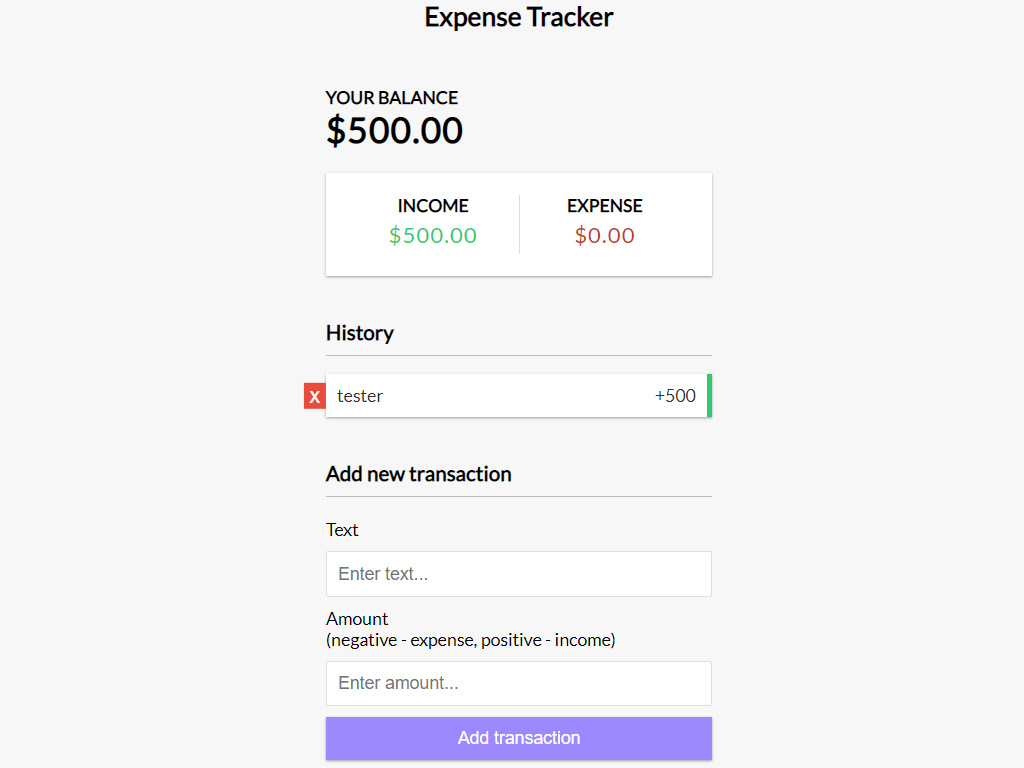 Expense Tracker
YOUR BALANCE
$500.00
INCOME
$500.00
EXPENSE
$0.00
History
X
tester +500
Add new transaction
Text
Enter text...
Amount
(negative - expense, positive - income)
Enter amount...
Add transaction